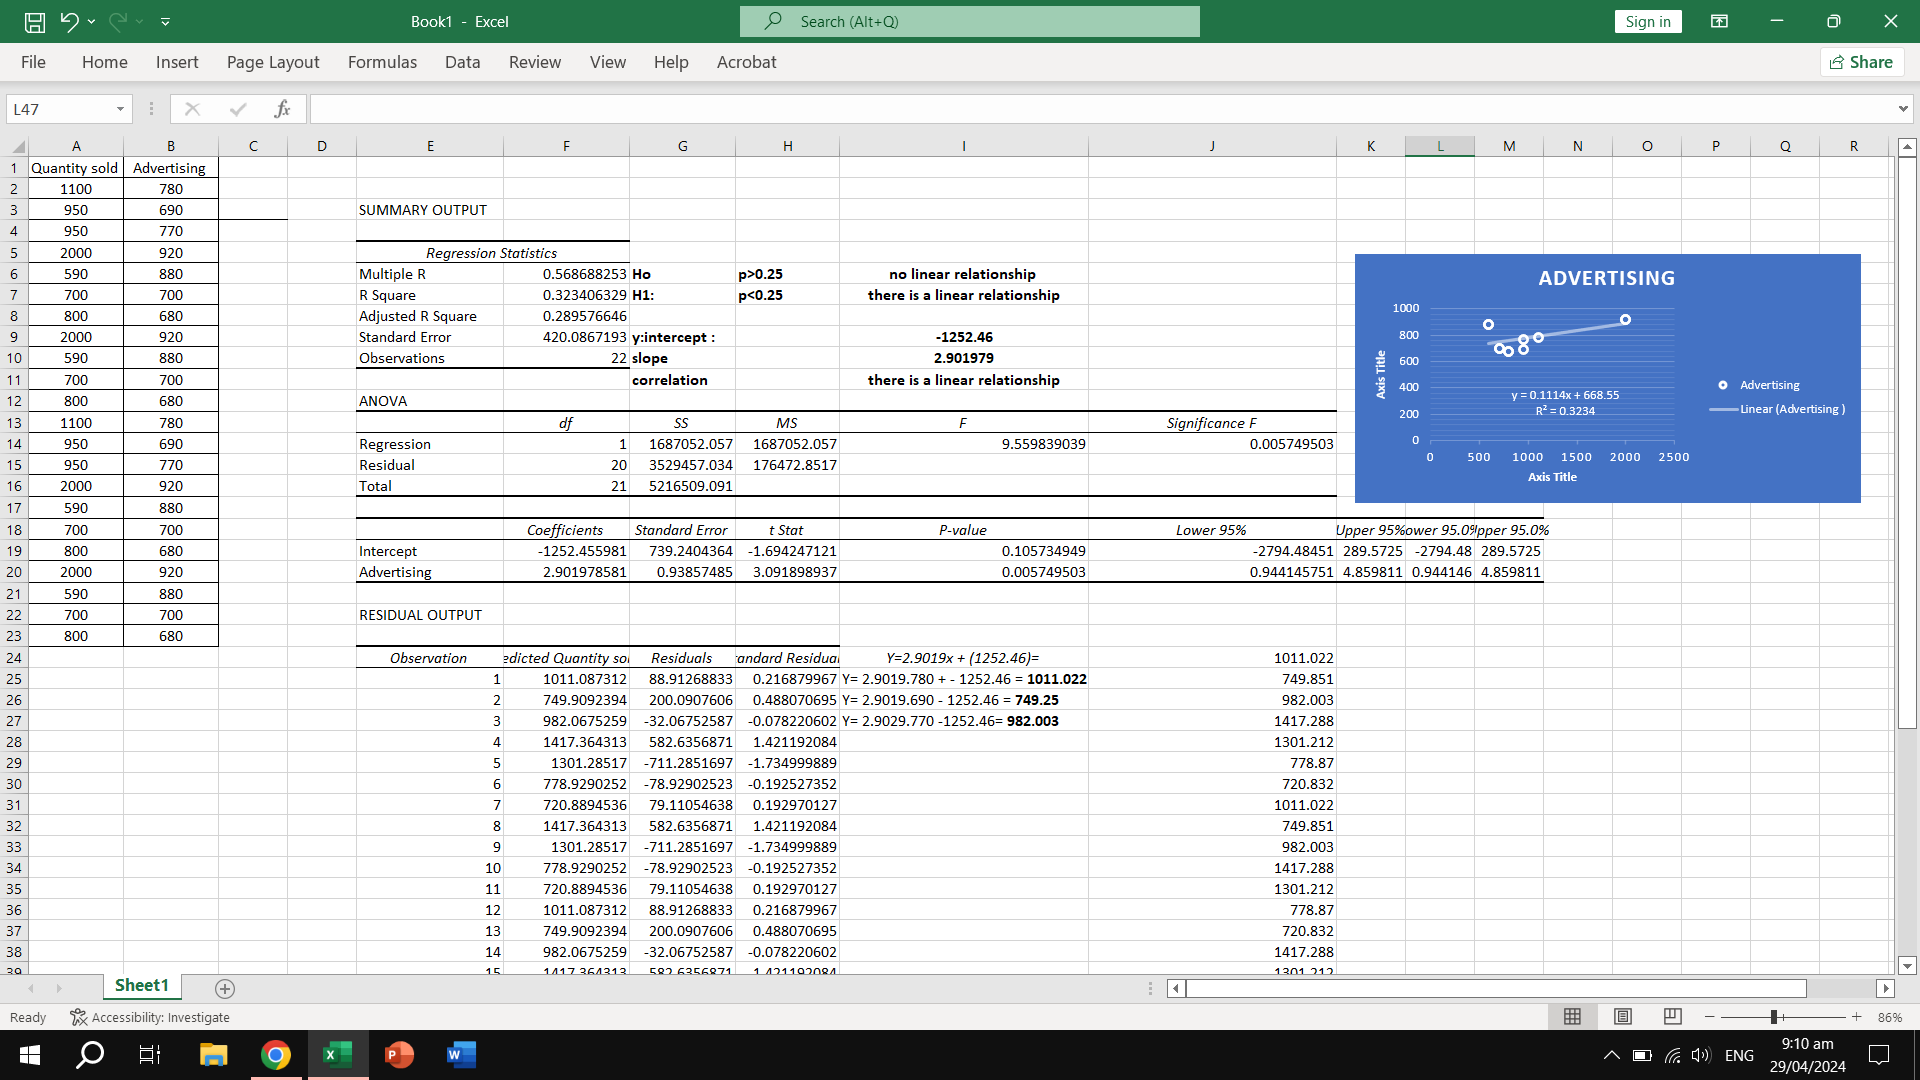 Book1 - Excel
Search (Alt+Q)
Sign in
File Home Insert Page Layout Formulas Data Review View Help Acrobat
Share
L47
fx
A B C D E F G H I J K L M N O P Q R
1 Quantity sold Advertising
2 1100 780
3 950 690 SUMMARY OUTPUT
4 950 770
5 2000 920 Regression Statistics
6 590 880 Multiple R 0.568688253 Ho p>0.25 no linear relationship
7 700 700 R Square 0.323406329 H1: p<0.25 there is a linear relationship
8 800 680 Adjusted R Square 0.289576646
9 2000 920 Standard Error 420.0867193 y:intercept : -1252.46
10 590 880 Observations 22 slope 2.901979
11 700 700 correlation there is a linear relationship
12 800 680 ANOVA
13 1100 780 df SS MS F Significance F
14 950 690 Regression 1 1687052.057 1687052.057 9.559839039 0.005749503
15 950 770 Residual 20 3529457.034 176472.8517
16 2000 920 Total 21 5216509.091
17 590 880
18 700 700 Coefficients Standard Error t Stat P-value Lower 95% Upper 95% ower 95.0% pper 95.0%
19 800 680 Intercept -1252.455981 739.2404364 -1.694247121 0.105734949 -2794.48451 289.5725 -2794.48 289.5725
20 2000 920 Advertising 2.901978581 0.93857485 3.091898937 0.005749503 0.944145751 4.859811 0.944146 4.859811
21 590 880
22 700 700 RESIDUAL OUTPUT
23 800 680
24 Observation edicted Quantity so Residuals andard Residua Y=2.9019x + (1252.46)= 1011.022
25 1 1011.087312 88.91268833 0.216879967 Y= 2.9019.780 + - 1252.46 = 1011.022 749.851
26 2 749.9092394 200.0907606 0.488070695 Y= 2.9019.690 - 1252.46 = 749.25 982.003
27 3 982.0675259 -32.06752587 -0.078220602 Y= 2.9029.770 -1252.46= 982.003 1417.288
28 4 1417.364313 582.6356871 1.421192084 1301.212
29 5 1301.28517 -711.2851697 -1.734999889 778.87
30 6 778.9290252 -78.92902523 -0.192527352 720.832
31 7 720.8894536 79.11054638 0.192970127 1011.022
32 8 1417.364313 582.6356871 1.421192084 749.851
33 9 1301.28517 -711.2851697 -1.734999889 982.003
34 10 778.9290252 -78.92902523 -0.192527352 1417.288
35 11 720.8894536 79.11054638 0.192970127 1301.212
36 12 1011.087312 88.91268833 0.216879967 778.87
37 13 749.9092394 200.0907606 0.488070695 720.832
38 14 982.0675259 -32.06752587 -0.078220602 1417.288
39 15 1417.364313 582.6356871 1.421192084 1301.212
ADVERTISING
1000
800
600
400
200
0
0 500 1000 1500 2000 2500
Axis Title
Axis Title
y = 0.1114x + 668.55
R² = 0.3234
Advertising
Linear (Advertising )
Sheet1
Ready
Accessibility: Investigate
86%
ENG
9:10 am
29/04/2024